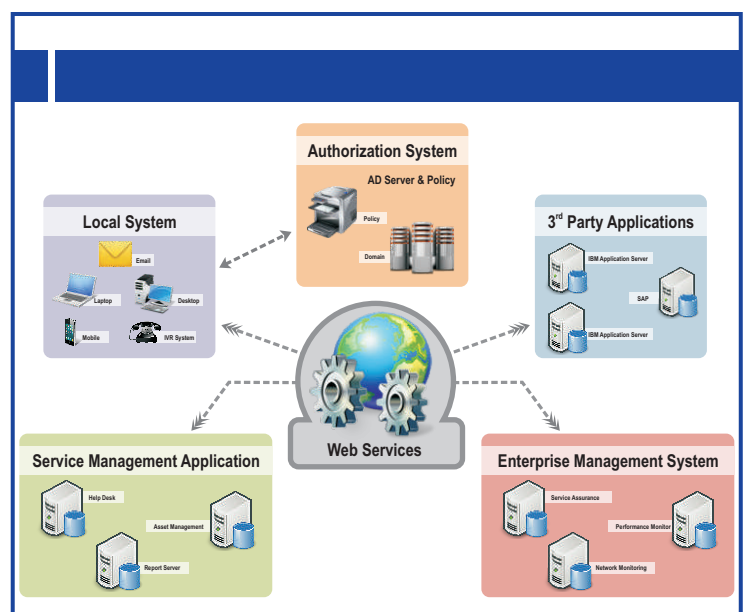 Authorization System
AD Server & Policy
Policy
Domain
Local System
Email
Laptop
Desktop
Mobile
IVR System
3rd Party Applications
IBM Application Server
SAP
IBM Application Server
Web Services
Service Management Application
Help Desk
Asset Management
Report Server
Enterprise Management System
Service Assurance
Performance Monitor
Network Monitoring